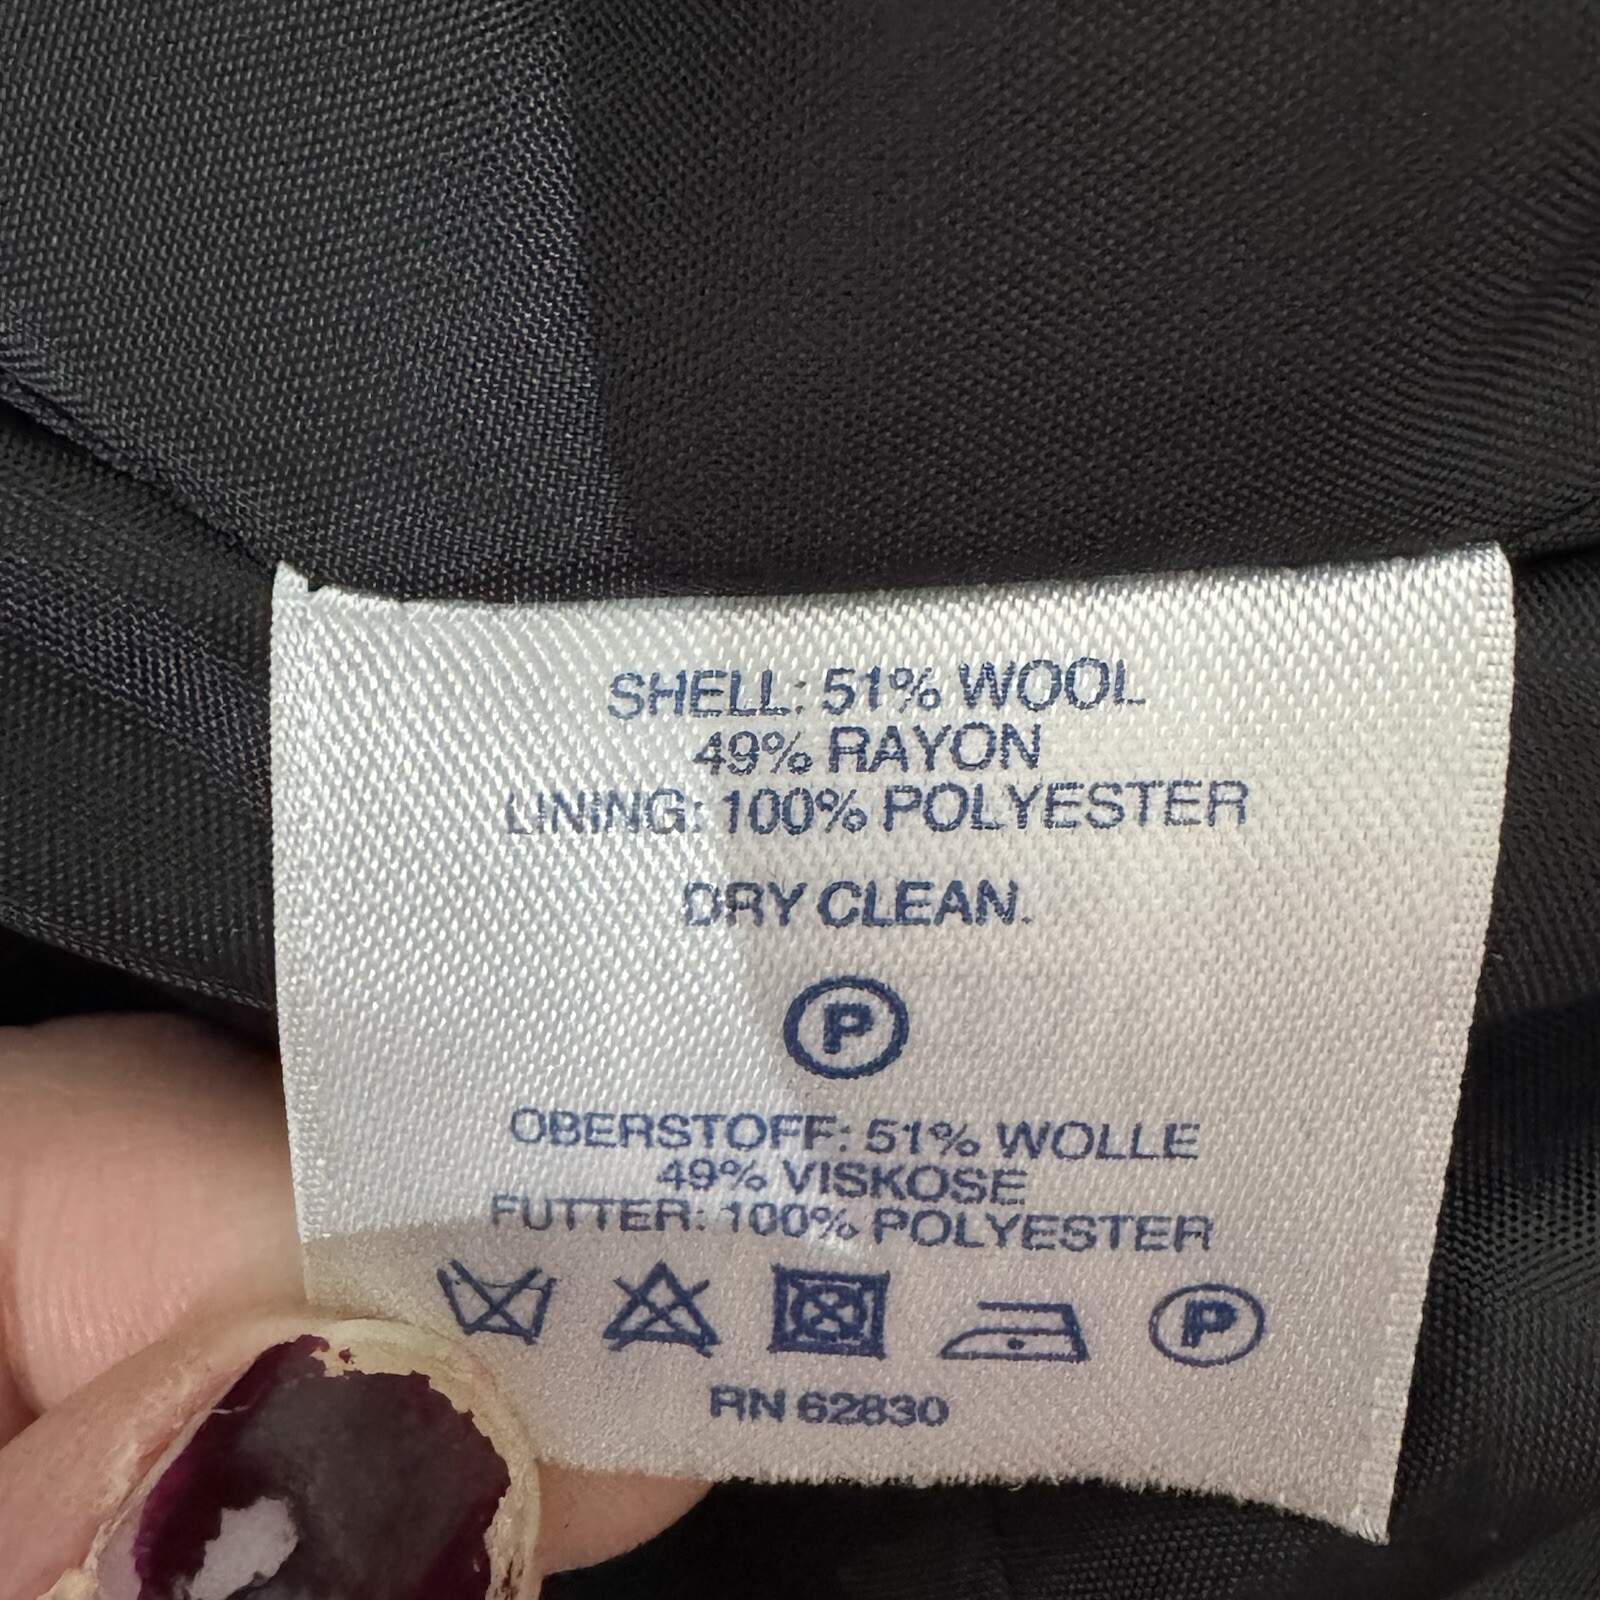 SHELL: 51% WOOL
49% RAYON
LINING: 100% POLYESTER
DRY CLEAN.
P
OBERSTOFF: 51% WOLLE
49% VISKOSE
FUTTER: 100% POLYESTER
P
RN 62830